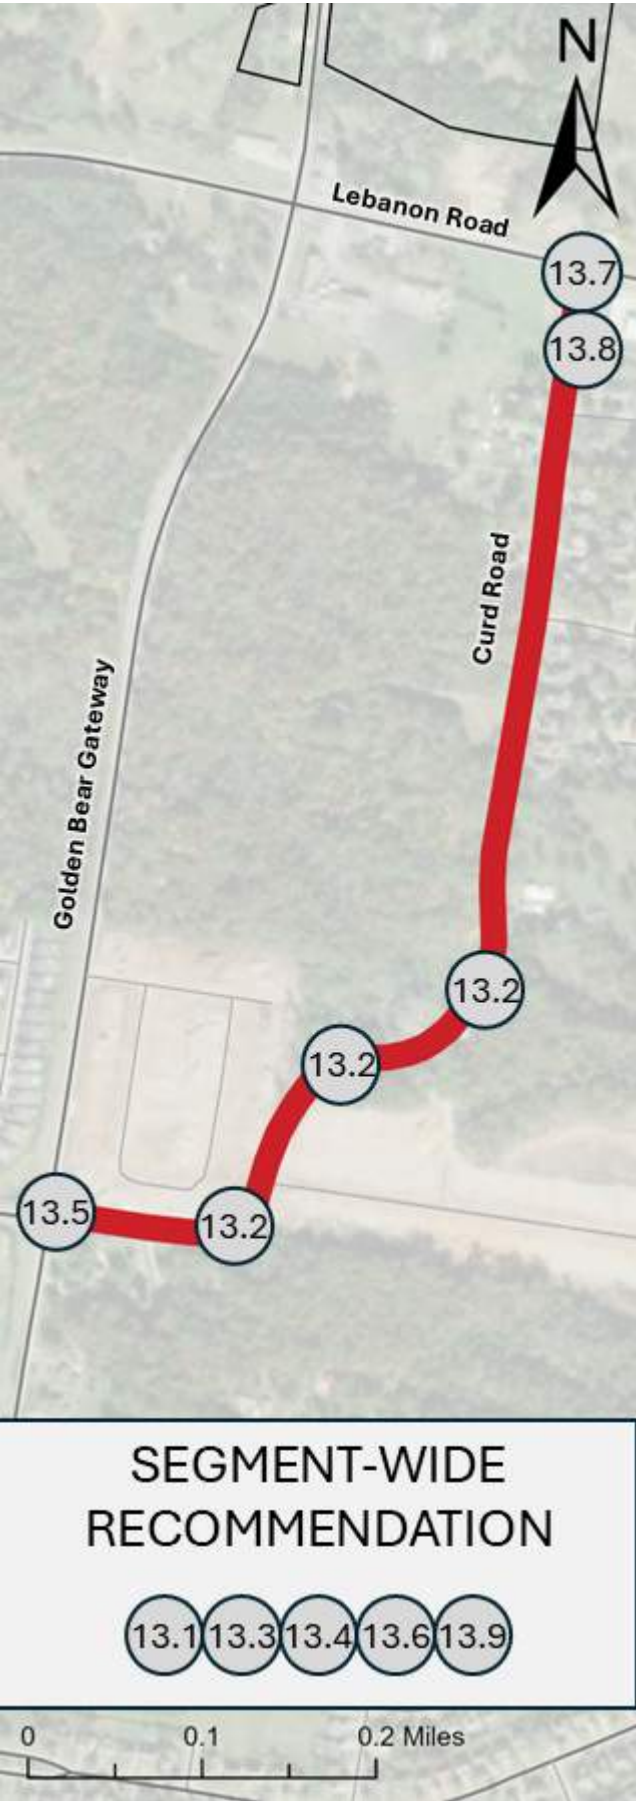 N
Lebanon Road
13.7
13.8
Curd Road
Golden Bear Gateway
13.2
13.2
13.5
13.2
SEGMENT-WIDE
RECOMMENDATION
13.1 13.3 13.4 13.6 13.9
0 0.1 0.2 Miles